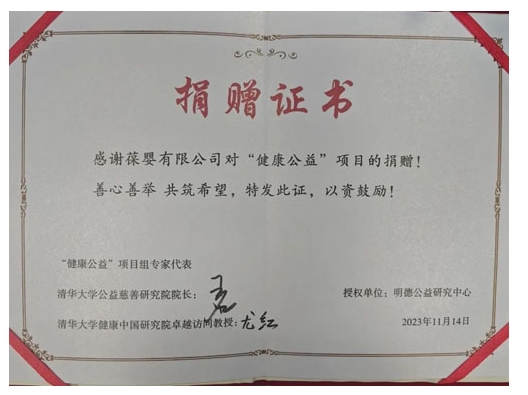 捐赠证书
感谢葆婴有限公司对“健康公益”项目的捐赠！
善心善举 共筑希望，特发此证，以资鼓励！
“健康公益”项目组专家代表
清华大学公益慈善研究院院长：
授权单位：明德公益研究中心
清华大学健康中国研究院卓越访问教授：尤红
2023年11月14日